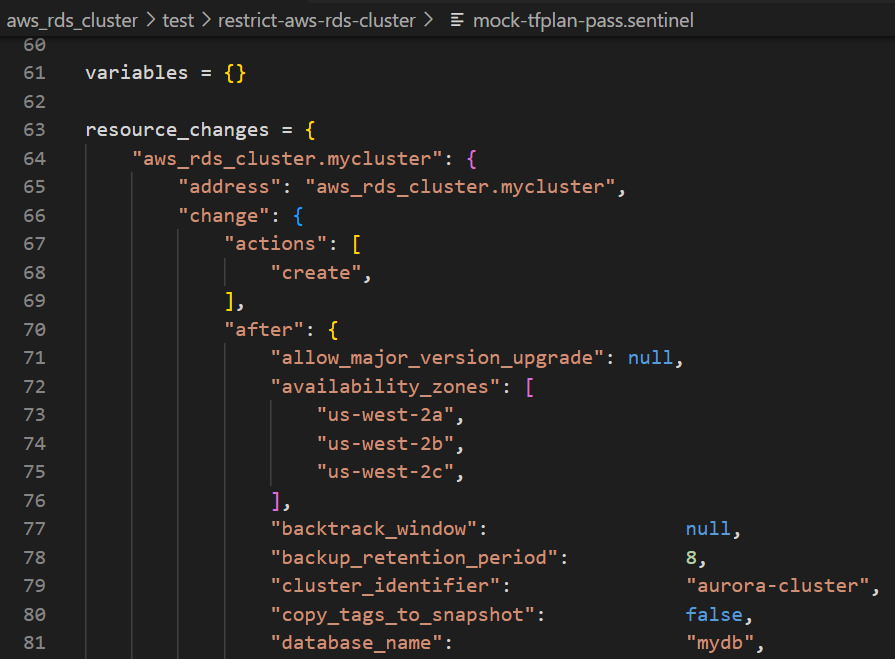 aws_rds_cluster > test > restrict-aws-rds-cluster > mock-tfplan-pass.sentinel
60
61 variables = {}
62
63 resource_changes = {
64 "aws_rds_cluster.mycluster": {
65 "address": "aws_rds_cluster.mycluster",
66 "change": {
67 "actions": [
68 "create",
69 ],
70 "after": {
71 "allow_major_version_upgrade": null,
72 "availability_zones": [
73 "us-west-2a",
74 "us-west-2b",
75 "us-west-2c",
76 ],
77 "backtrack_window": null,
78 "backup_retention_period": 8,
79 "cluster_identifier": "aurora-cluster",
80 "copy_tags_to_snapshot": false,
81 "database_name": "mydb",